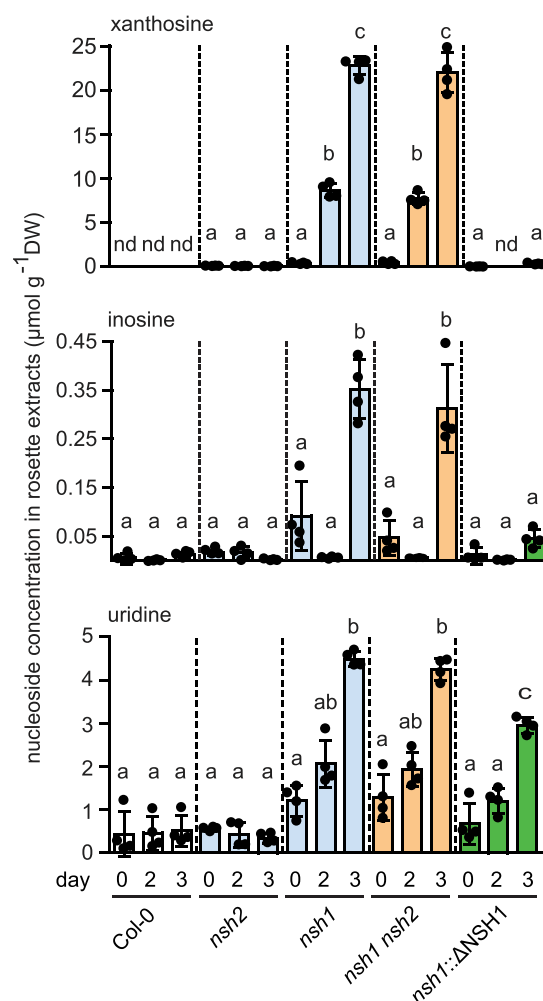 nucleoside concentration in rosette extracts (μmol g⁻¹DW)
xanthosine
25
20
15
10
5
0
nd nd nd a a a a b c a b c a nd a
inosine
0.45
0.35
0.25
0.15
0.05
a a a a a a a a b a a b a a a
uridine
5
4
3
2
1
0
a a a a a a a ab b a ab b a a c
day 0 2 3 0 2 3 0 2 3 0 2 3 0 2 3
Col-0 nsh2 nsh1 nsh1 nsh2 nsh1::ΔNSH1